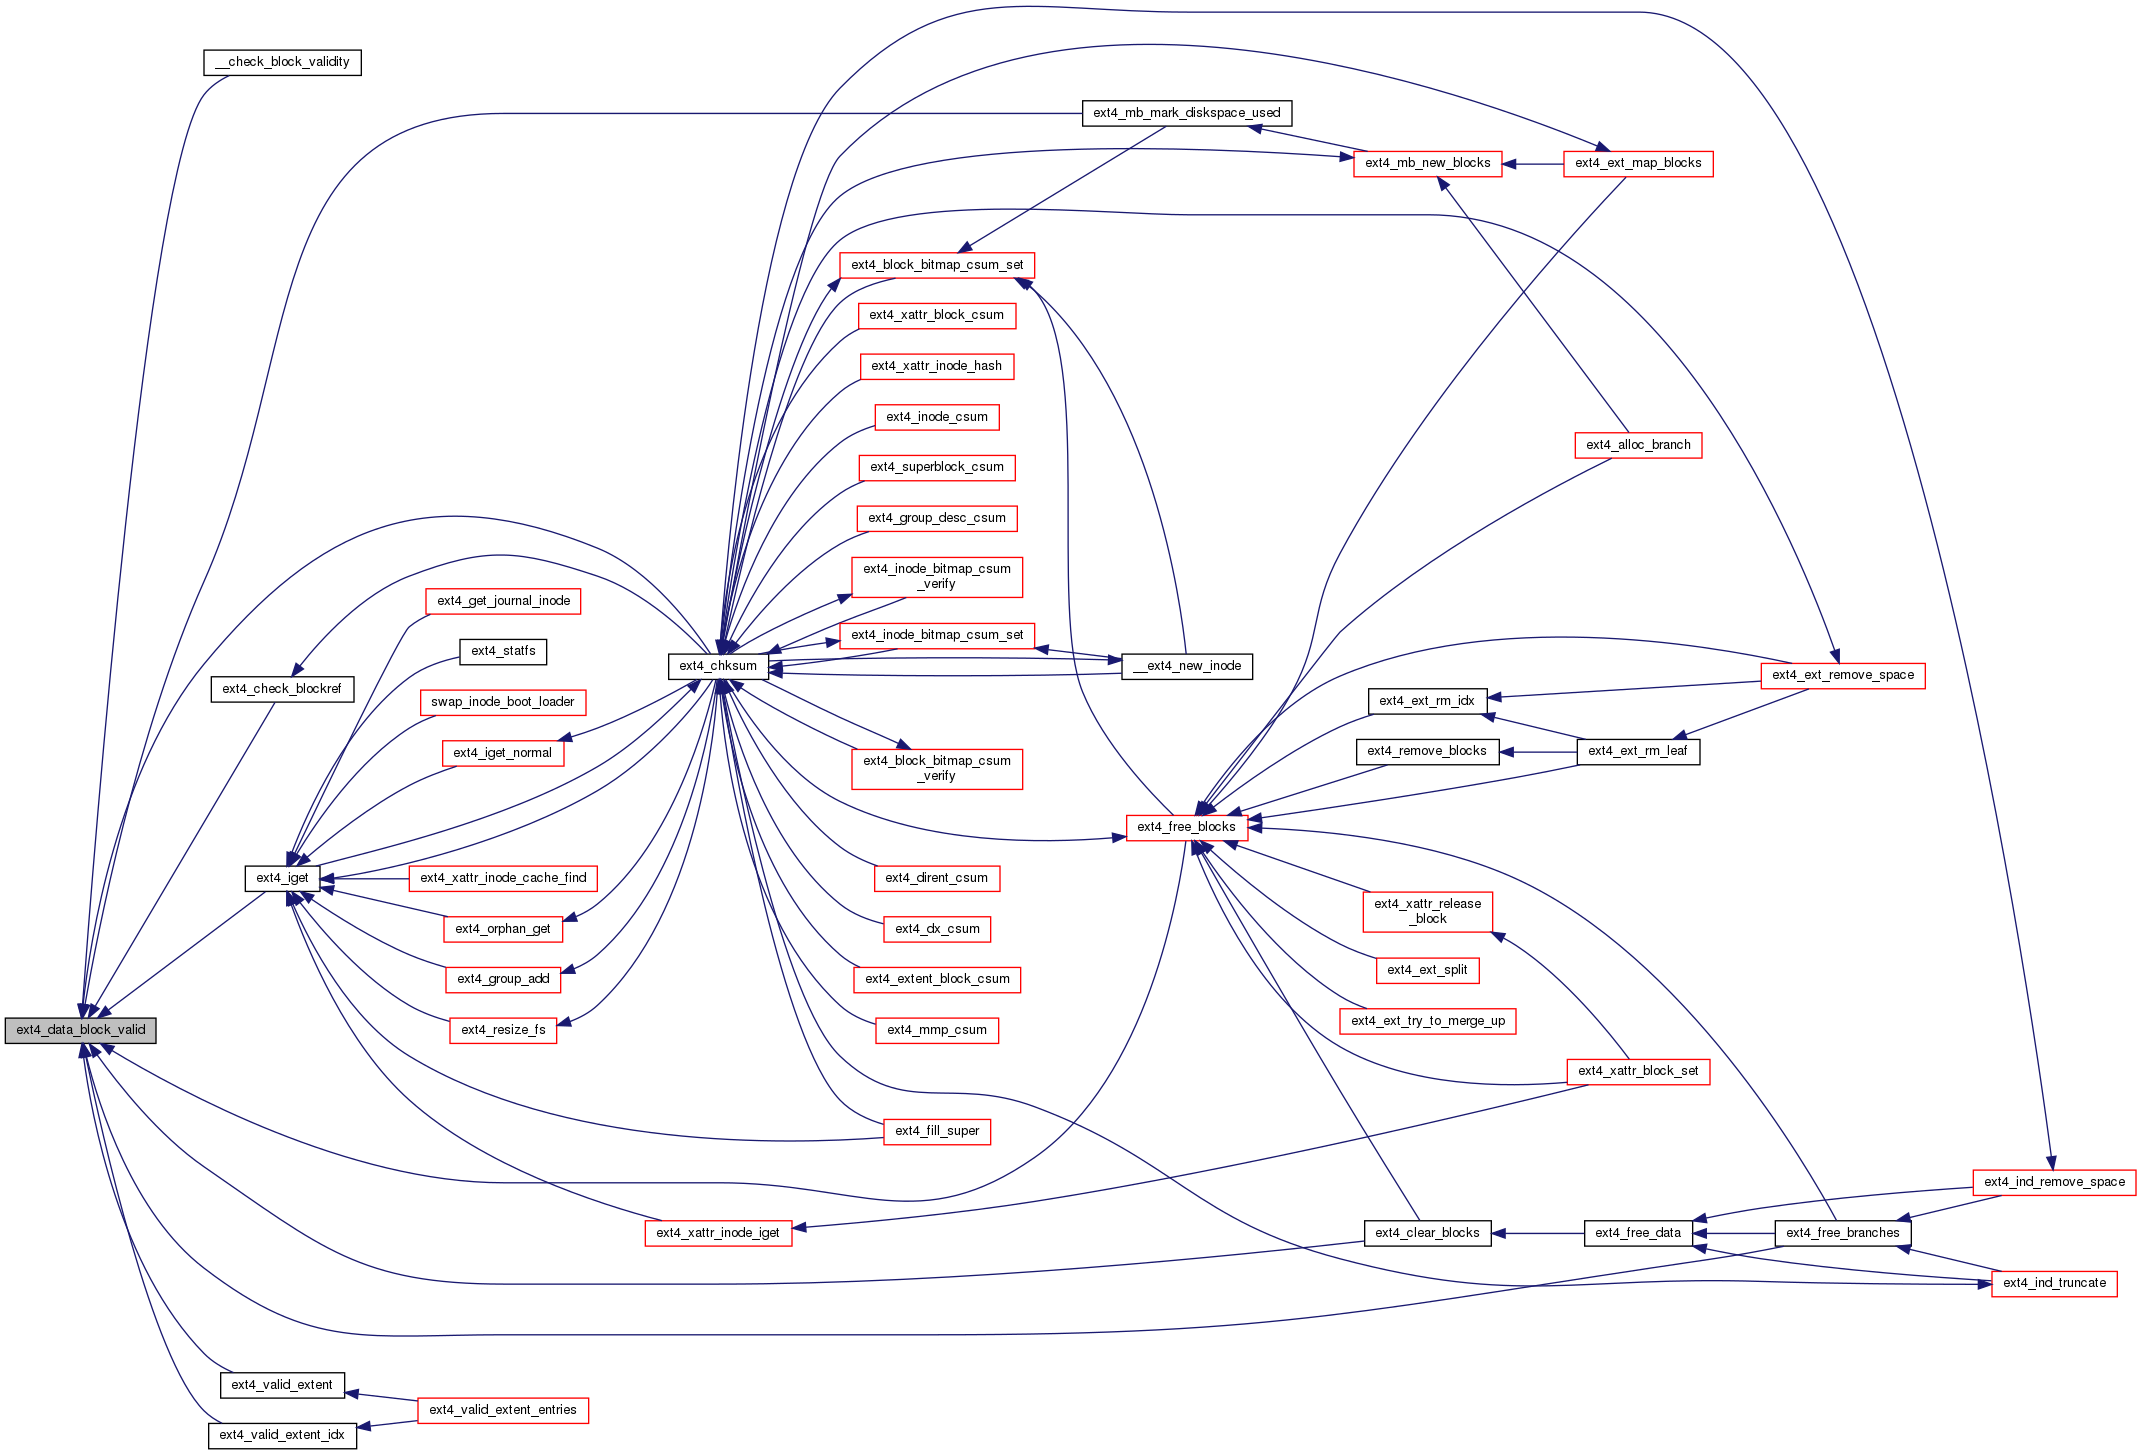 __check_block_validity
ext4_mb_mark_diskspace_used
ext4_mb_new_blocks
ext4_ext_map_blocks
ext4_block_bitmap_csum_set
ext4_xattr_block_csum
ext4_xattr_inode_hash
ext4_inode_csum
ext4_alloc_branch
ext4_superblock_csum
ext4_group_desc_csum
ext4_inode_bitmap_csum
_verify
ext4_get_journal_inode
ext4_inode_bitmap_csum_set
ext4_statfs
ext4_chksum
__ext4_new_inode
ext4_ext_remove_space
ext4_check_blockref
swap_inode_boot_loader
ext4_ext_rm_idx
ext4_iget_normal
ext4_remove_blocks
ext4_ext_rm_leaf
ext4_block_bitmap_csum
_verify
ext4_free_blocks
ext4_iget
ext4_xattr_inode_cache_find
ext4_dirent_csum
ext4_xattr_release
_block
ext4_orphan_get
ext4_dx_csum
ext4_group_add
ext4_extent_block_csum
ext4_ext_split
ext4_data_block_valid
ext4_resize_fs
ext4_mmp_csum
ext4_ext_try_to_merge_up
ext4_xattr_block_set
ext4_fill_super
ext4_ind_remove_space
ext4_xattr_inode_iget
ext4_clear_blocks
ext4_free_data
ext4_free_branches
ext4_ind_truncate
ext4_valid_extent
ext4_valid_extent_entries
ext4_valid_extent_idx